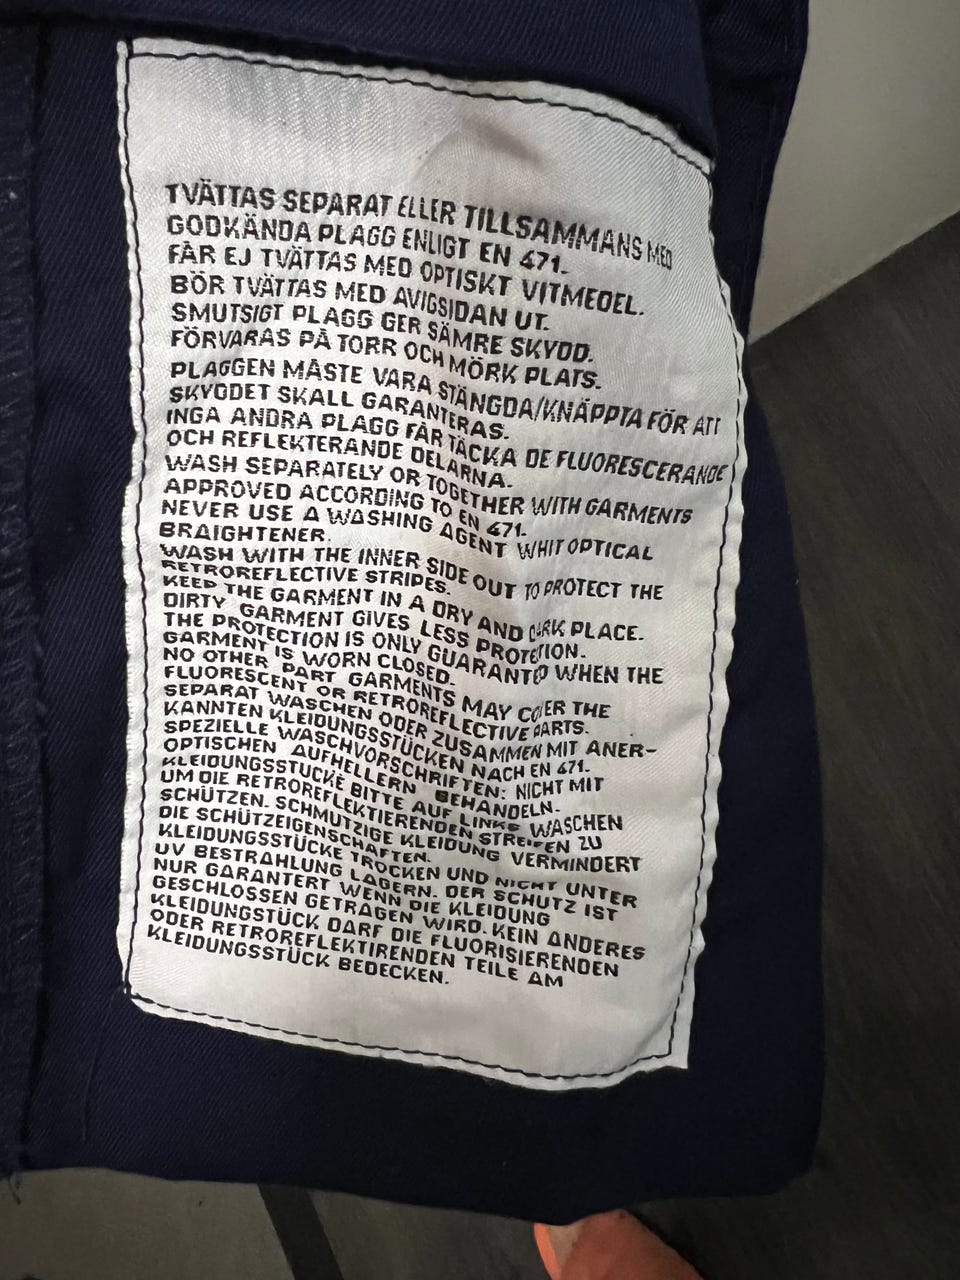 TVÄTTAS SEPARAT ELLER TILLSAMMANS MED
GODKÄNDA PLAGG ENLIGT EN 471.
FÅR EJ TVÄTTAS MED OPTISKT VITMEDEL.
BÖR TVÄTTAS MED AVIGSIDAN UT.
SMUTSIGT PLAGG GER SÄMRE SKYDD.
FÖRVARAS PÅ TORR OCH MÖRK PLATS.
PLAGGEN MÅSTE VARA STÄNGDA/KNÄPPTA FÖR ATT
SKYDDET SKALL GARANTERAS.
INGA ANDRA PLAGG FÅR TÄCKA DE FLUORESCERANDE
OCH REFLEKTERANDE DELARNA.
WASH SEPARATELY OR TOGETHER WITH GARMENTS
APPROVED ACCORDING TO EN 471.
NEVER USE A WASHING AGENT WHIT OPTICAL
BRAIGHTENER.
WASH WITH THE INNER SIDE OUT TO PROTECT THE
RETROREFLECTIVE STRIPES.
KEEP THE GARMENT IN A DRY AND DARK PLACE.
DIRTY GARMENT GIVES LESS PROTETION.
THE PROTECTION IS ONLY GUARANTED WHEN THE
GARMENT IS WORN CLOSED.
NO OTHER PART GARMENTS MAY COVER THE
FLUORESCENT OR RETROREFLECTIVE PARTS.
SEPARAT WASCHEN ODER ZUSAMMEN MIT ANER-
KANNTEN KLEIDUNGSSTÜCKEN NACH EN 471.
SPEZIELLE WASCHVORSCHRIFTEN: NICHT MIT
OPTISCHEN AUFHELLERN BEHANDELN.
KLEIDUNGSSTUCKE BITTE AUF LINKS WASCHEN
UM DIE RETROREFLEKTIERENDEN STREIFEN ZU
SCHÜTZEN. SCHMUTZIGE KLEIDUNG VERMINDERT
DIE SCHÜTZEIGENSCHAFTEN.
KLEIDUNGSSTÜCKE TROCKEN UND NICHT UNTER
UV BESTRAHLUNG LAGERN. DER SCHUTZ IST
NUR GARANTERT WENN DIE KLEIDUNG
GESCHLOSSEN GETRAGEN WIRD. KEIN ANDERES
KLEIDUNGSTÜCK DARF DIE FLUORISIERENDEN
ODER RETROREFLEKTIRENDEN TEILE AM
KLEIDUNGSSTÜCK BEDECKEN.